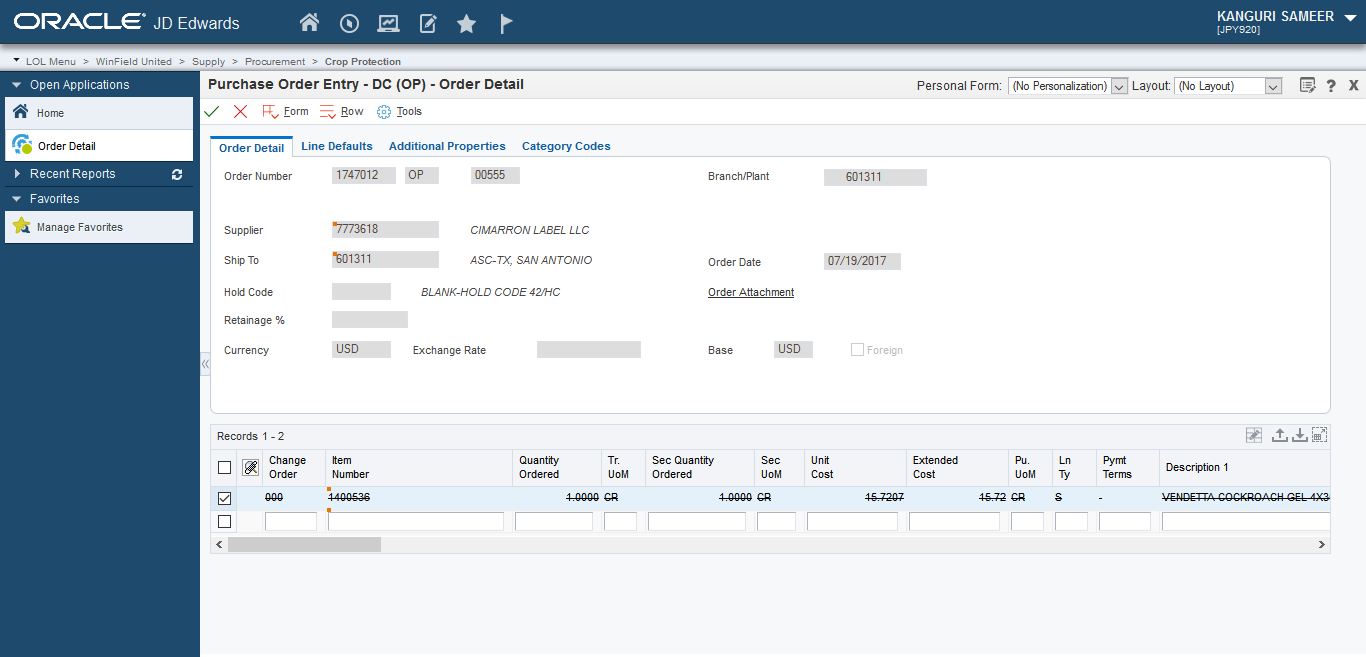 ORACLE JD Edwards
KANGURI SAMEER
[JPY920]
LOL Menu > WinField United > Supply > Procurement > Crop Protection
Open Applications
Home
Order Detail
Recent Reports
Favorites
Manage Favorites
Purchase Order Entry - DC (OP) - Order Detail
Personal Form: (No Personalization) Layout: (No Layout) ? X
Form Row Tools
Order Detail Line Defaults Additional Properties Category Codes
Order Number 1747012 OP 00555 Branch/Plant 601311
Supplier 7773618 CIMARRON LABEL LLC
Ship To 601311 ASC-TX, SAN ANTONIO Order Date 07/19/2017
Hold Code BLANK-HOLD CODE 42/HC Order Attachment
Retainage %
Currency USD Exchange Rate Base USD Foreign
Records 1 - 2
Change Order Item Number Quantity Ordered Tr. UoM Sec Quantity Ordered Sec UoM Unit Cost Extended Cost Pu. UoM Ln Ty Pymt Terms Description 1
000 1400536 1.0000 CR 1.0000 CR 15.7207 15.72 CR S - VENDETTA COCKROACH GEL 4X3